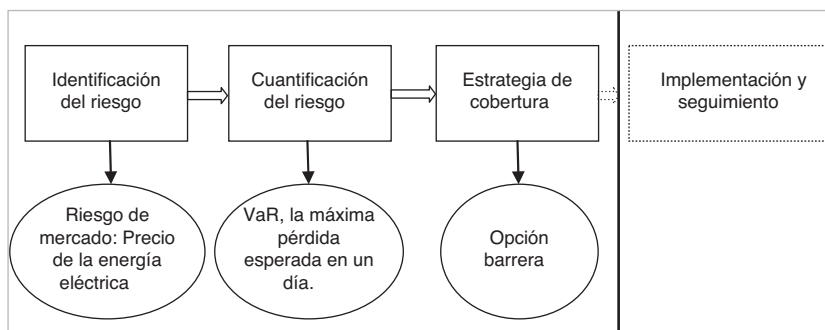 Identificación
del riesgo
Cuantificación
del riesgo
Estrategia de
cobertura
Implementación y
seguimiento
Riesgo de
mercado: Precio
de la energía
eléctrica
VaR, la máxima
pérdida
esperada en un
día.
Opción
barrera